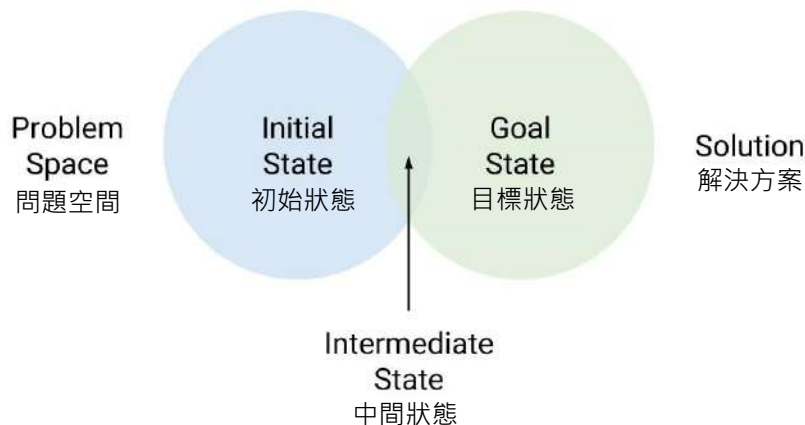 Problem
Space
問題空間
Initial
State
初始狀態
Goal
State
目標狀態
Solution
解決方案
Intermediate
State
中間狀態